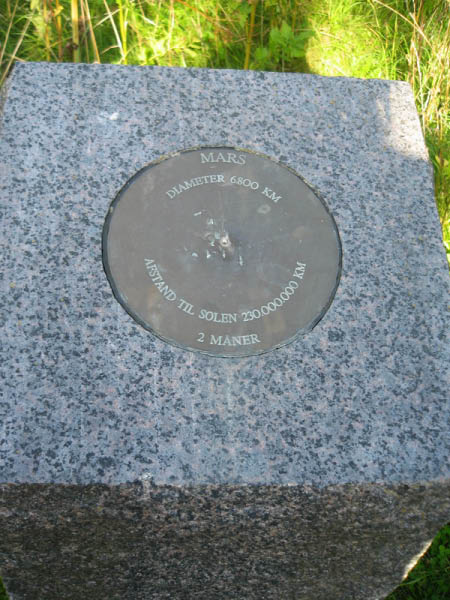 MARS
DIAMETER 6800 KM
AFSTAND TIL SOLEN 230.000.000 KM
2 MÅNER